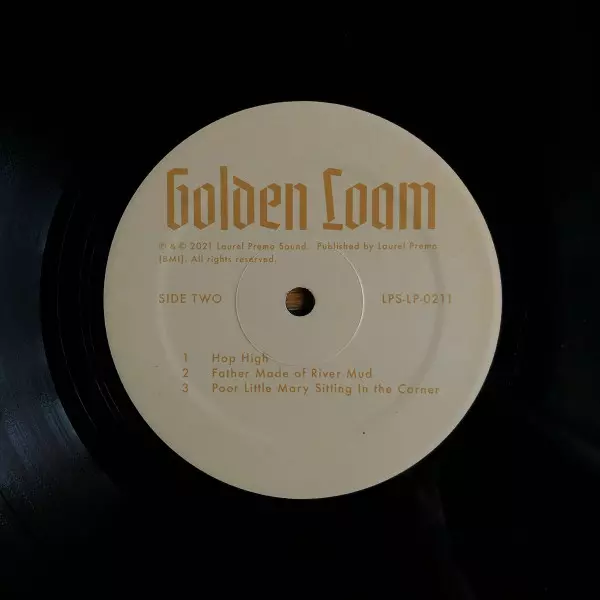 Golden Loam
℗ & © 2021 Laurel Premo Sound. Published by Laurel Premo
(BMI). All rights reserved.
SIDE TWO LPS-LP-0211
1 Hop High
2 Father Made of River Mud
3 Poor Little Mary Sitting In the Corner